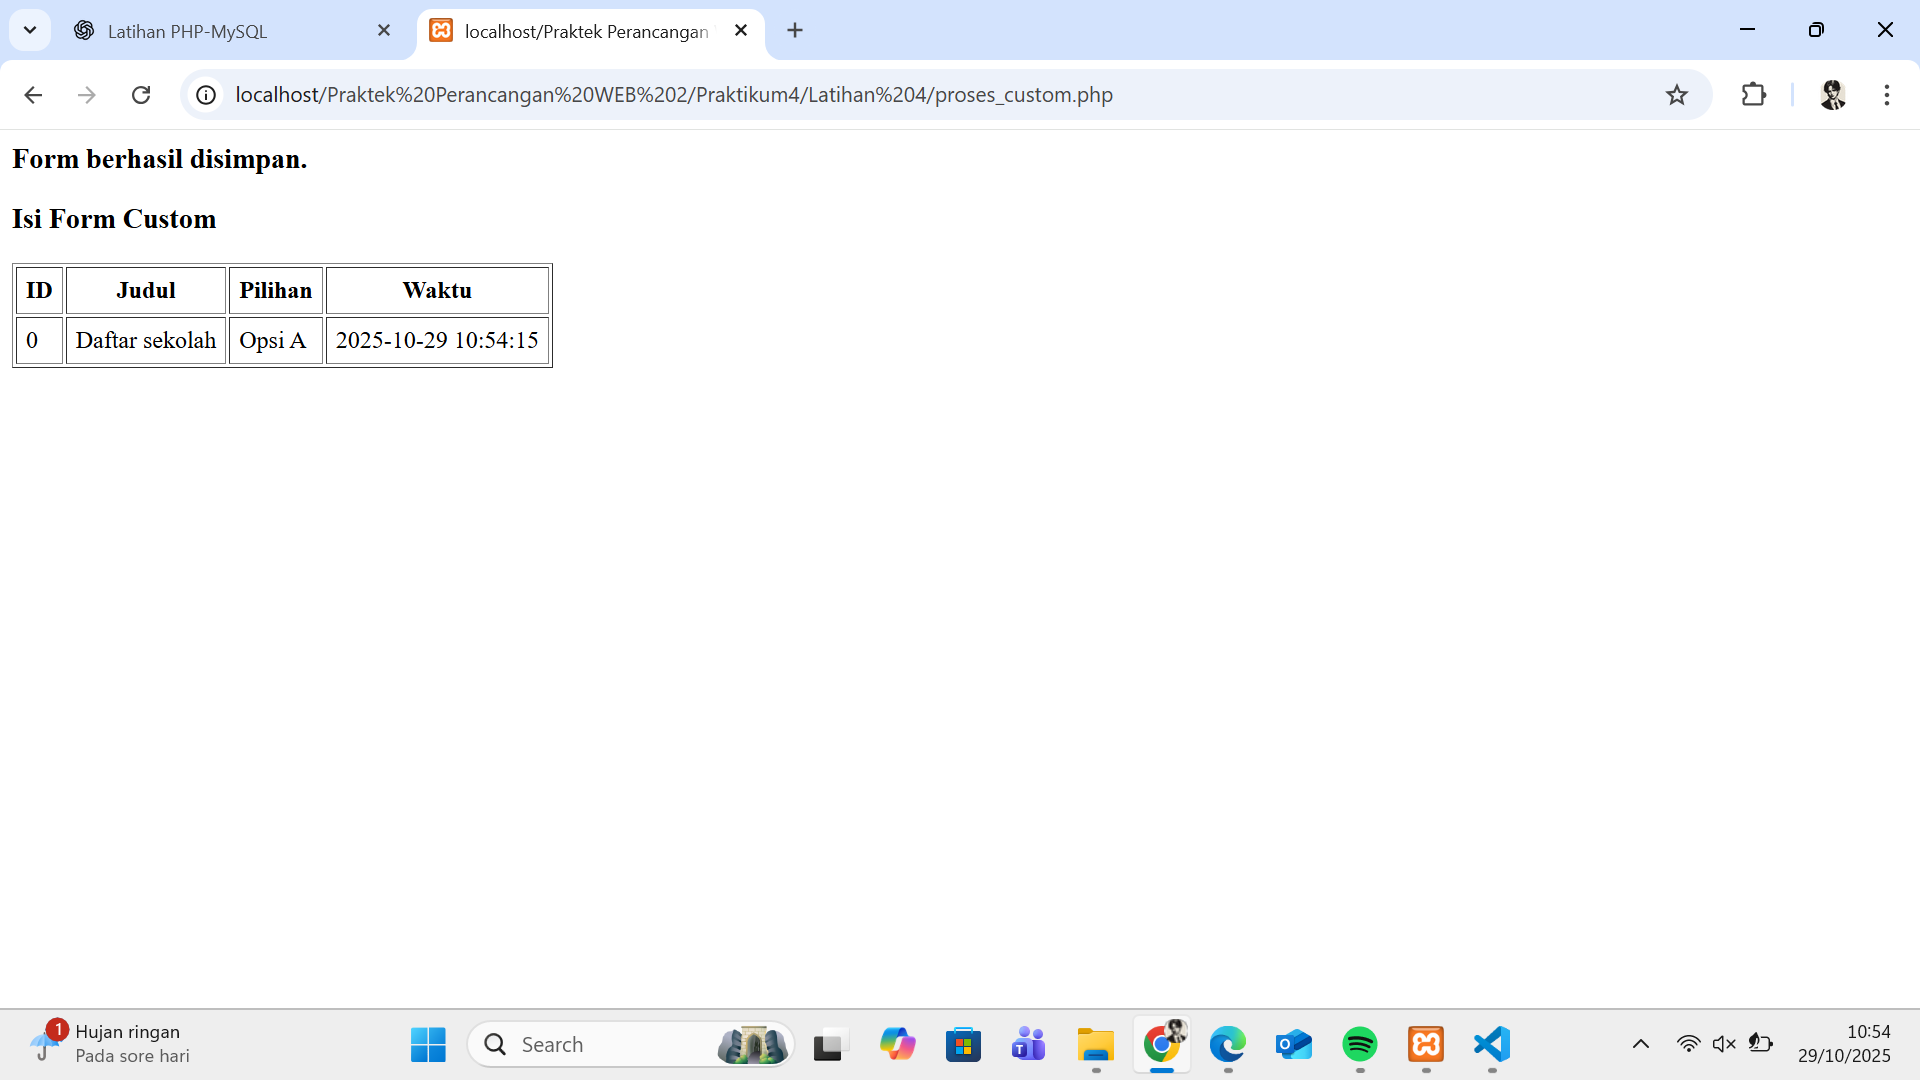 Latihan PHP-MySQL
localhost/Praktek Perancangan
localhost/Praktek%20Perancangan%20WEB%202/Praktikum4/Latihan%204/proses_custom.php
Form berhasil disimpan.
Isi Form Custom
ID Judul Pilihan Waktu
0 Daftar sekolah Opsi A 2025-10-29 10:54:15
1
Hujan ringan
Pada sore hari
Search
10:54
29/10/2025